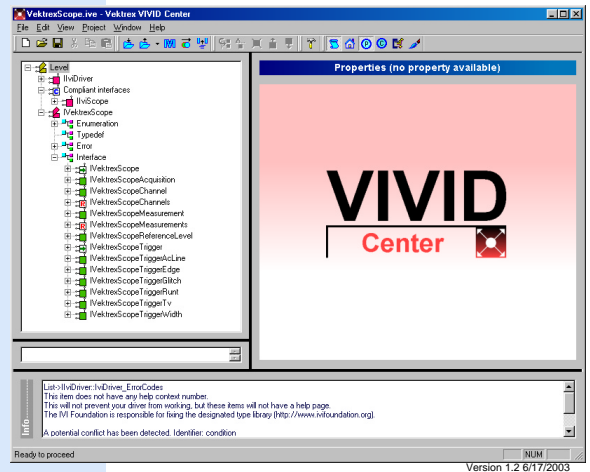 VektrexScope.ive - Vektrex VIVID Center
File Edit View Project Window Help
Level
IIviDriver
Compliant interfaces
IIviScope
IVektrexScope
Enumeration
Typedef
Error
Interface
IVektrexScope
IVektrexScopeAcquisition
IVektrexScopeChannel
IVektrexScopeChannels
IVektrexScopeMeasurement
IVektrexScopeMeasurements
IVektrexScopeReferenceLevel
IVektrexScopeTrigger
IVektrexScopeTriggerAcLine
IVektrexScopeTriggerEdge
IVektrexScopeTriggerGlitch
IVektrexScopeTriggerRunt
IVektrexScopeTriggerTv
IVektrexScopeTriggerWidth
Properties (no property available)
VIVID
Center
Info
List->IIviDriver::IviDriver_ErrorCodes
This item does not have any help context number.
This will not prevent your driver from working, but these items will not have a help page.
The IVI Foundation is responsible for fixing the designated type library (http://www.ivifoundation.org).
A potential conflict has been detected. Identifier: condition
Ready to proceed
NUM
Version 1.2 6/17/2003